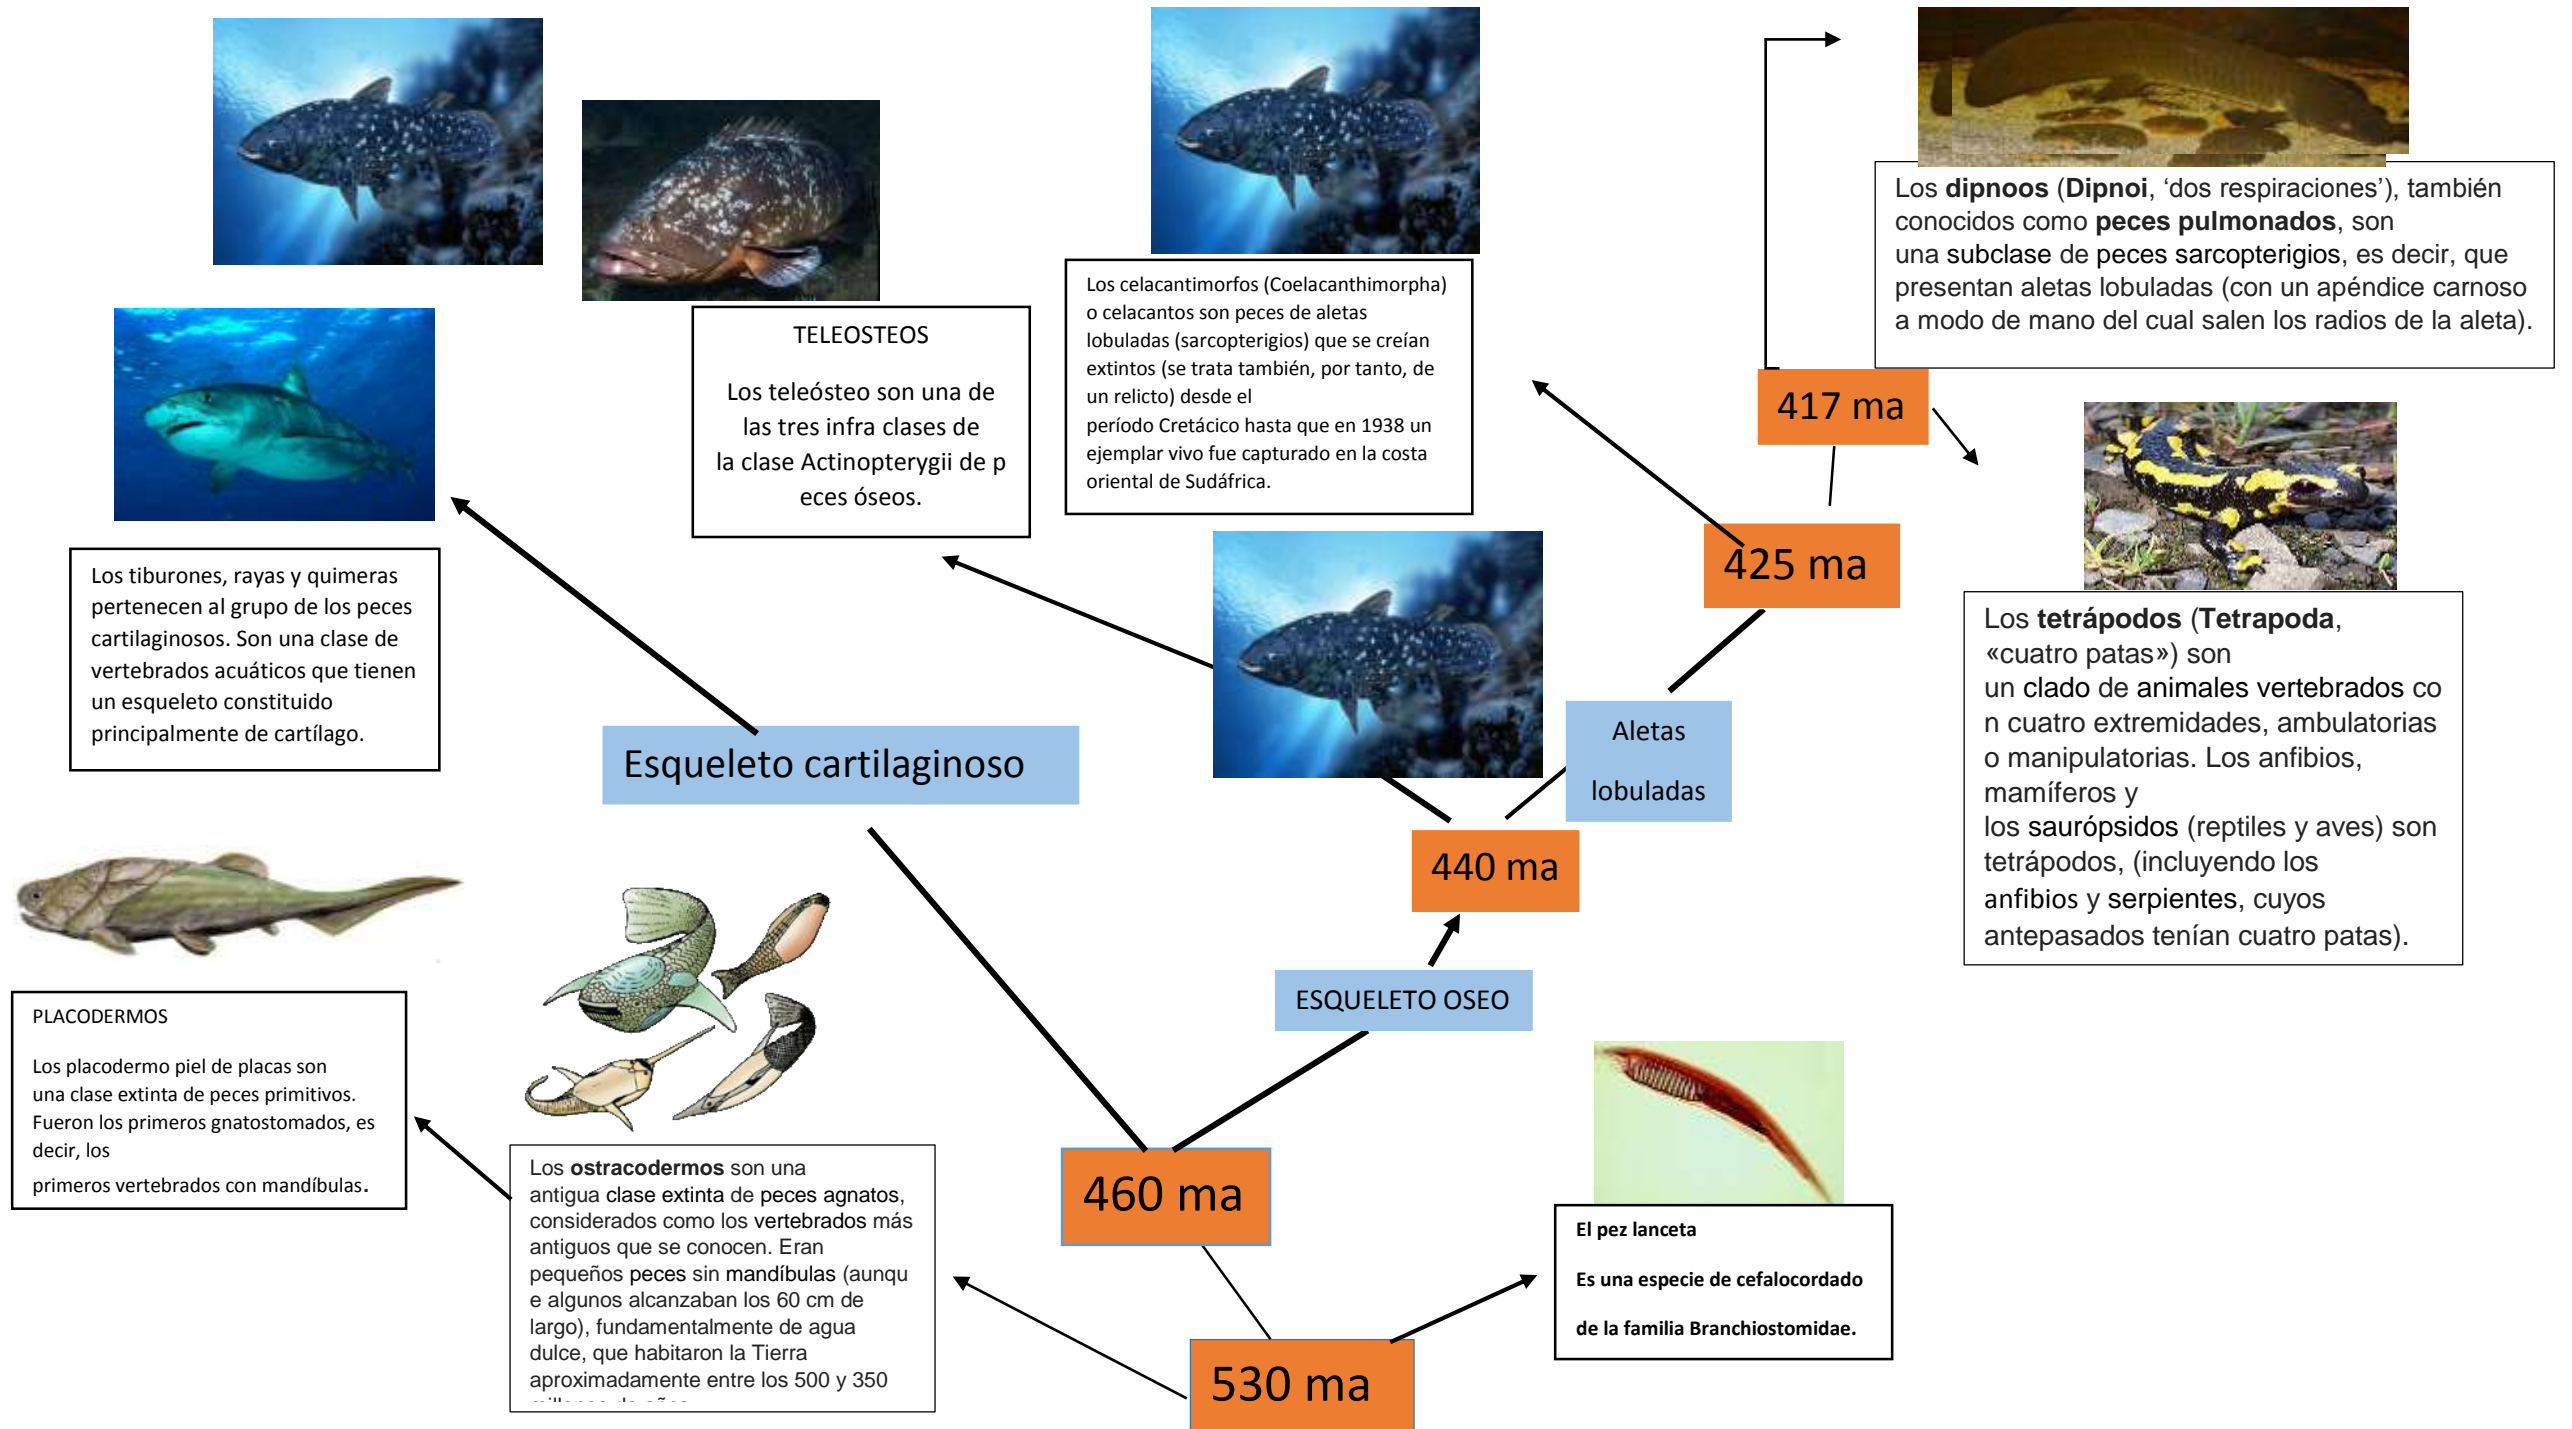 Los dipnoos (Dipnoi, ‘dos respiraciones’), también
conocidos como peces pulmonados, son
una subclase de peces sarcopterigios, es decir, que
presentan aletas lobuladas (con un apéndice carnoso
a modo de mano del cual salen los radios de la aleta).
Los celacantimorfos (Coelacanthimorpha)
o celacantos son peces de aletas
lobuladas (sarcopterigios) que se creían
extintos (se trata también, por tanto, de
un relicto) desde el
período Cretácico hasta que en 1938 un
ejemplar vivo fue capturado en la costa
oriental de Sudáfrica.
TELEOSTEOS
Los teleósteo son una de
las tres infra clases de
la clase Actinopterygii de p
eces óseos.
417 ma
425 ma
Los tiburones, rayas y quimeras
pertenecen al grupo de los peces
cartilaginosos. Son una clase de
vertebrados acuáticos que tienen
un esqueleto constituido
principalmente de cartílago.
Los tetrápodos (Tetrapoda,
«cuatro patas») son
un clado de animales vertebrados co
n cuatro extremidades, ambulatorias
o manipulatorias. Los anfibios,
mamíferos y
los saurópsidos (reptiles y aves) son
tetrápodos, (incluyendo los
anfibios y serpientes, cuyos
antepasados tenían cuatro patas).
Esqueleto cartilaginoso
Aletas
lobuladas
440 ma
ESQUELETO OSEO
PLACODERMOS
Los placodermo piel de placas son
una clase extinta de peces primitivos.
Fueron los primeros gnatostomados, es
decir, los
primeros vertebrados con mandíbulas.
Los ostracodermos son una
antigua clase extinta de peces agnatos,
considerados como los vertebrados más
antiguos que se conocen. Eran
pequeños peces sin mandíbulas (aunqu
e algunos alcanzaban los 60 cm de
largo), fundamentalmente de agua
dulce, que habitaron la Tierra
aproximadamente entre los 500 y 350
460 ma
El pez lanceta
Es una especie de cefalocordado
de la familia Branchiostomidae.
530 ma